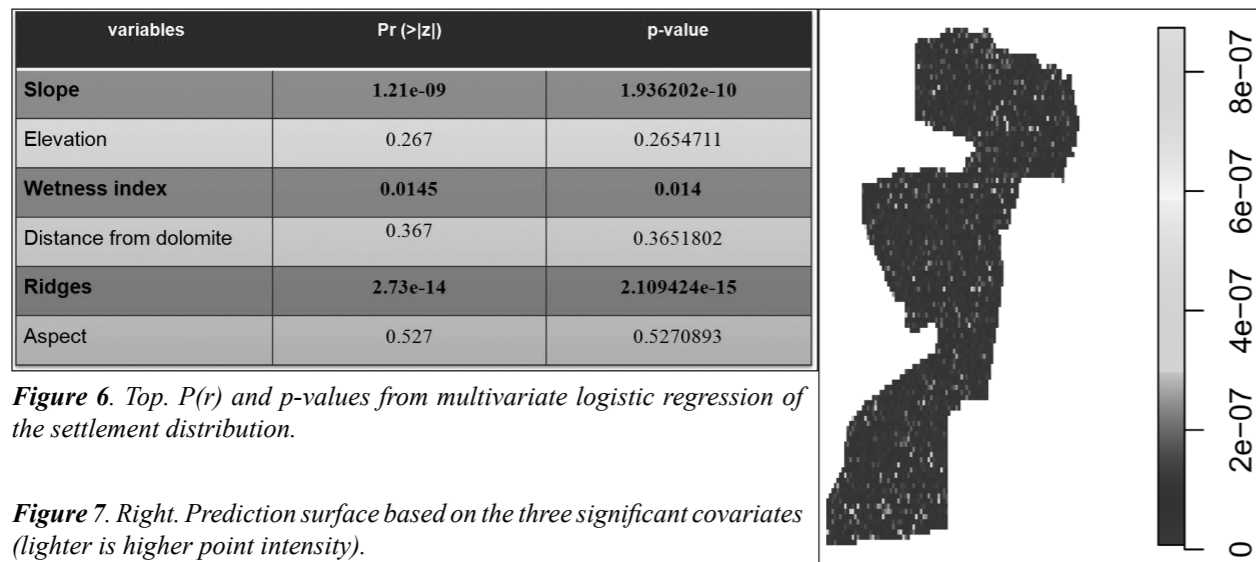 variables Pr (>|z|) p-value
Slope 1.21e-09 1.936202e-10
Elevation 0.267 0.2654711
Wetness index 0.0145 0.014
Distance from dolomite 0.367 0.3651802
Ridges 2.73e-14 2.109424e-15
Aspect 0.527 0.5270893
Figure 6. Top. P(r) and p-values from multivariate logistic regression of
the settlement distribution.
Figure 7. Right. Prediction surface based on the three significant covariates
(lighter is higher point intensity).
8e−07
6e−07
4e−07
2e−07
0